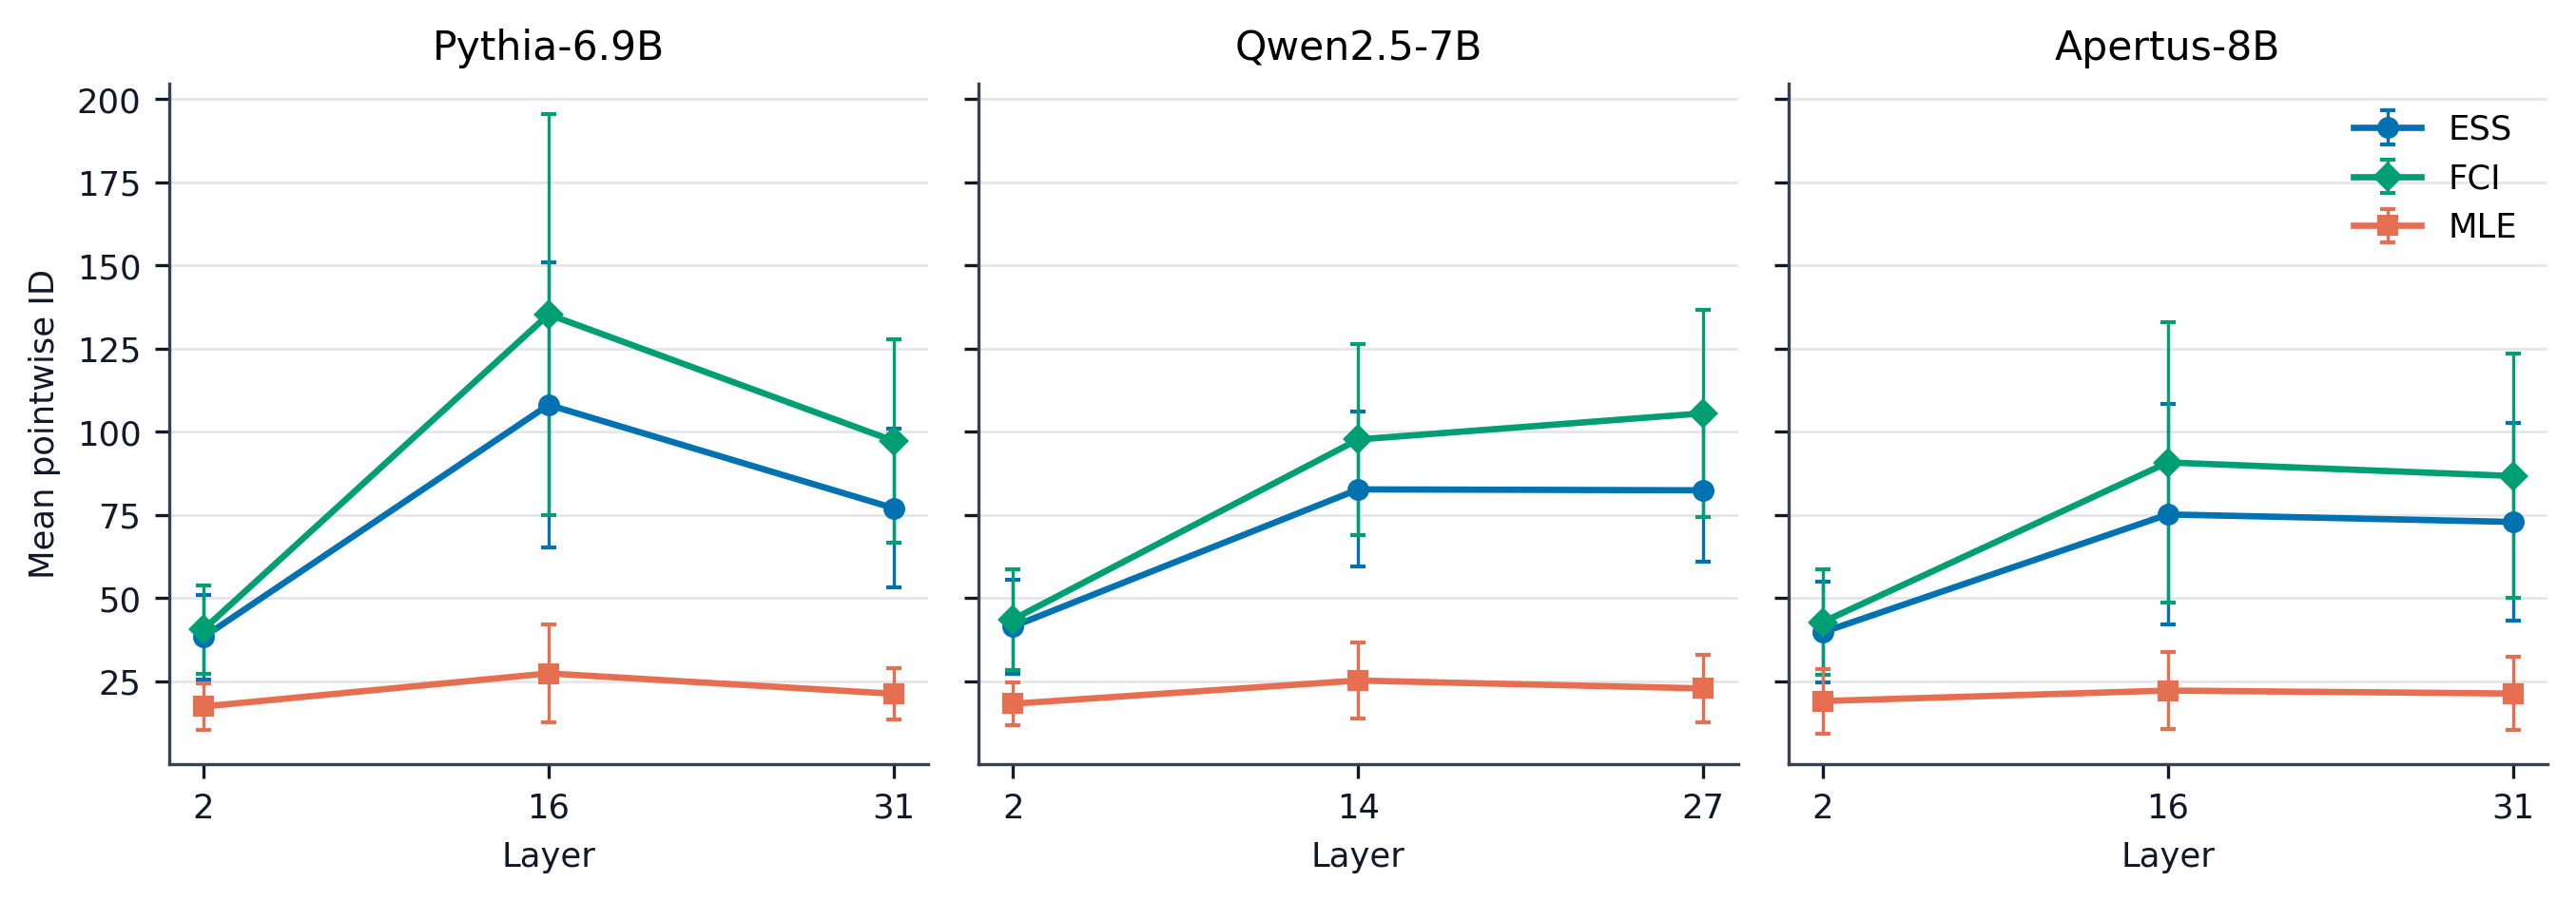 Pythia-6.9B
Qwen2.5-7B
Apertus-8B
Mean pointwise ID
200
175
150
125
100
75
50
25
ESS
FCI
MLE
2
16
31
2
14
27
2
16
31
Layer
Layer
Layer